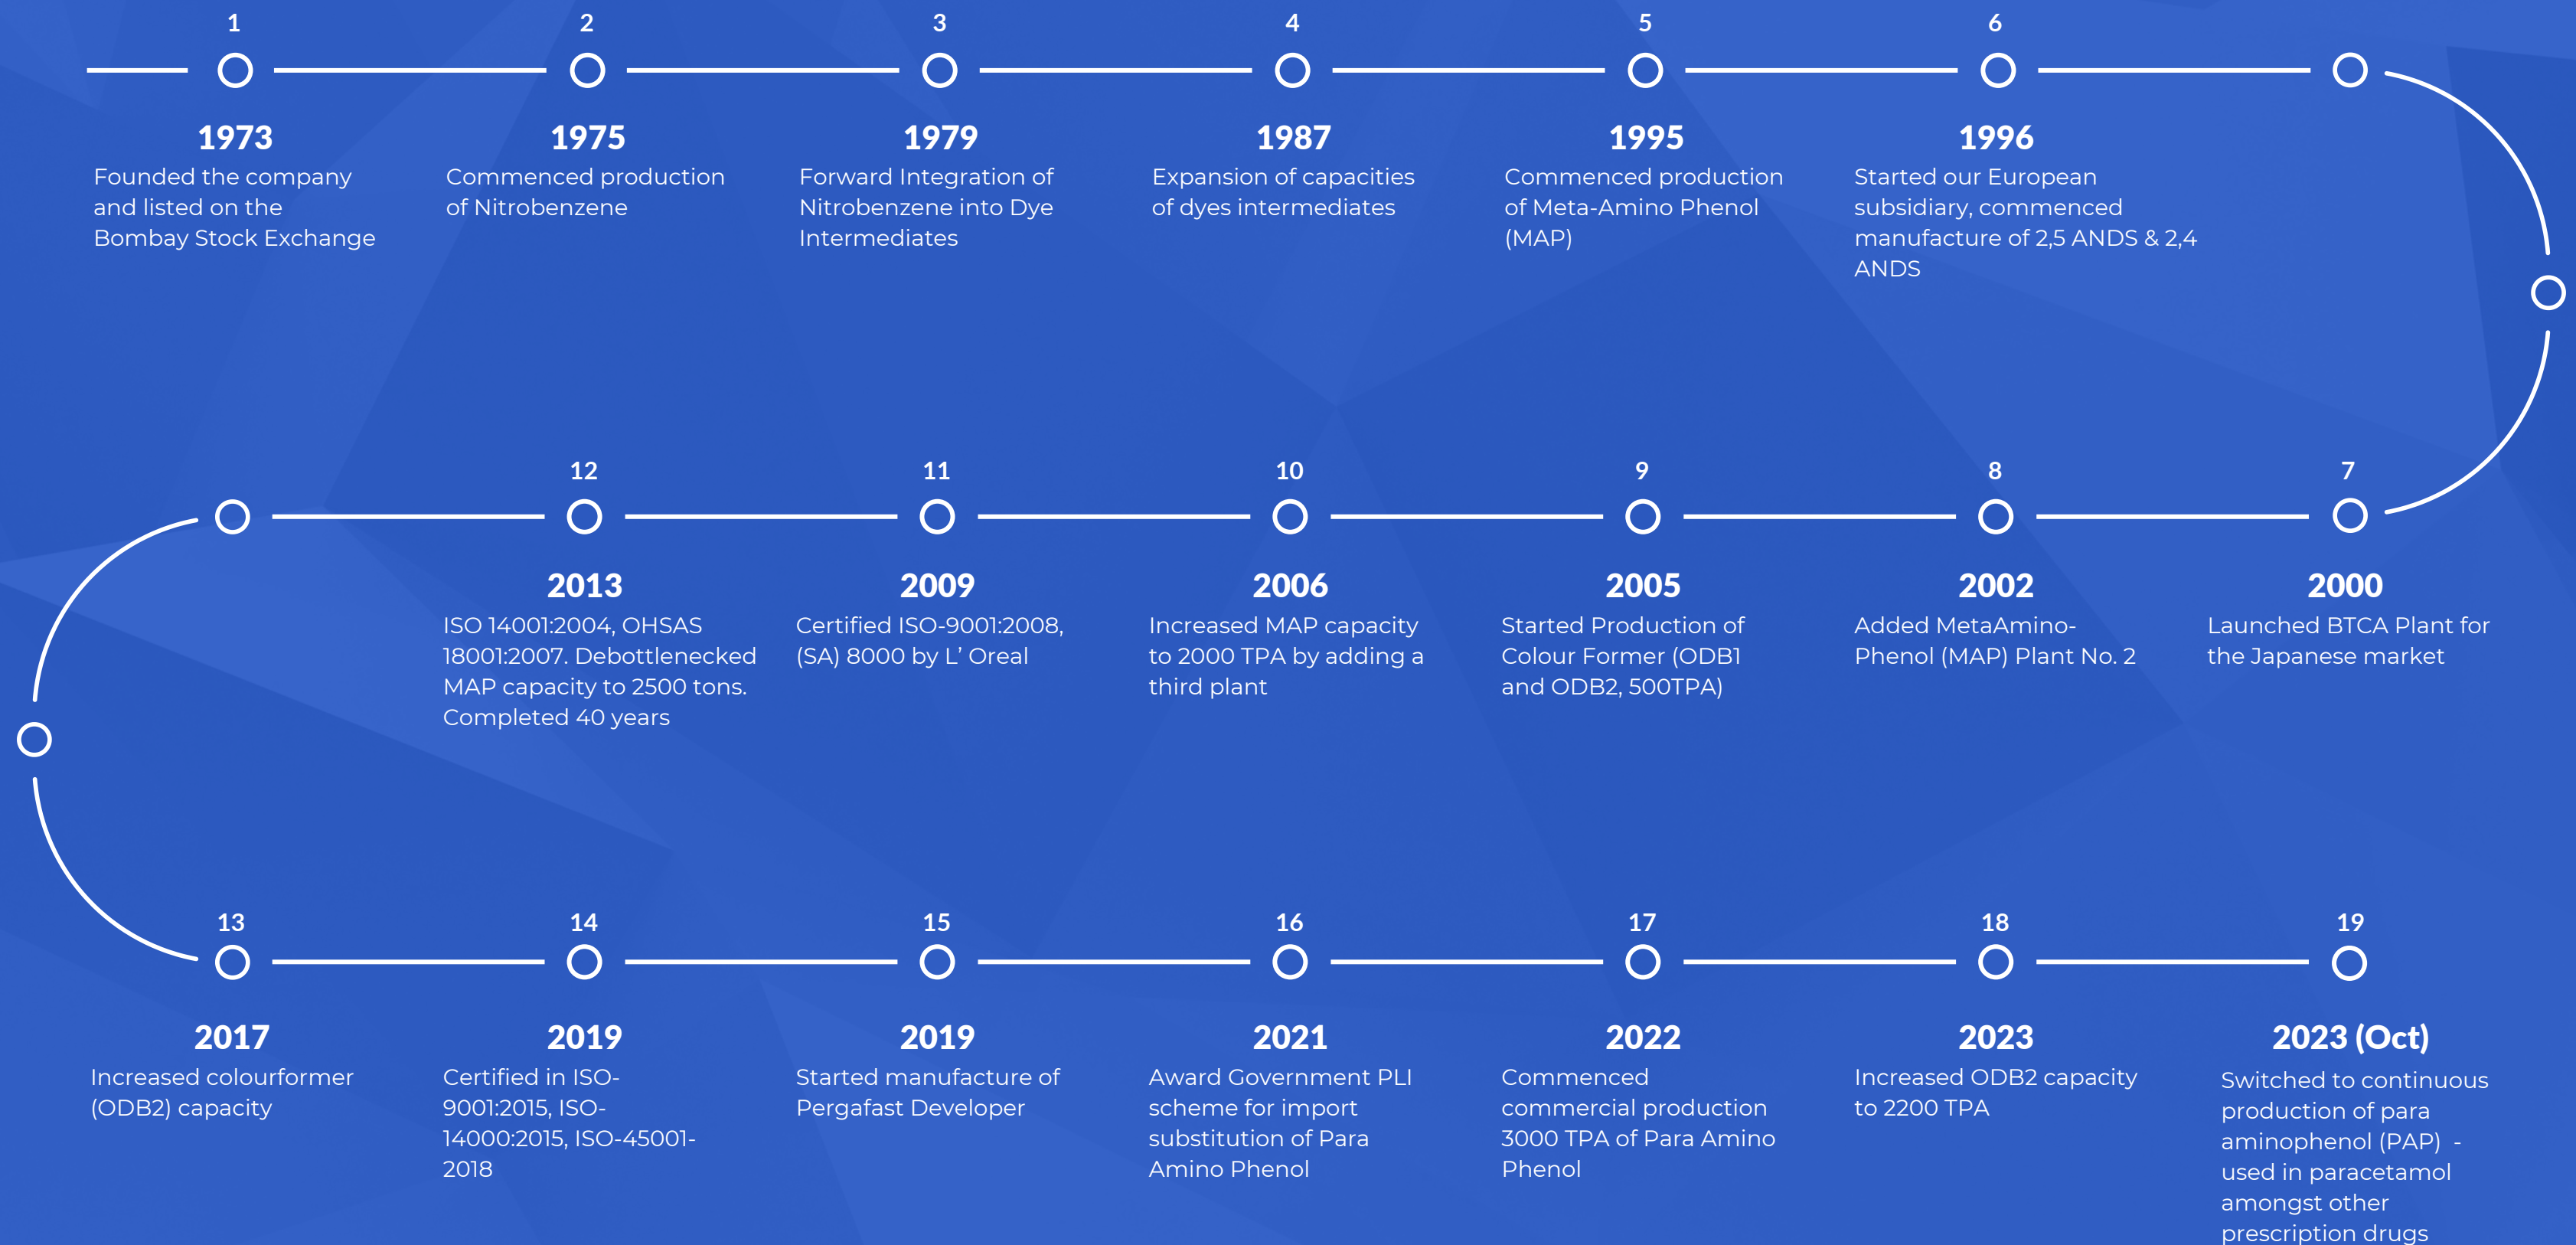 1
1973
Founded the company
and listed on the
Bombay Stock Exchange
2
1975
Commenced production
of Nitrobenzene
3
1979
Forward Integration of
Nitrobenzene into Dye
Intermediates
4
1987
Expansion of capacities
of dyes intermediates
5
1995
Commenced production
of Meta-Amino Phenol
(MAP)
6
1996
Started our European
subsidiary, commenced
manufacture of 2,5 ANDS & 2,4
ANDS
7
2000
Launched BTCA Plant for
the Japanese market
8
2002
Added MetaAmino-
Phenol (MAP) Plant No. 2
9
2005
Started Production of
Colour Former (ODB1
and ODB2, 500TPA)
10
2006
Increased MAP capacity
to 2000 TPA by adding a
third plant
11
2009
Certified ISO-9001:2008,
(SA) 8000 by L’ Oreal
12
2013
ISO 14001:2004, OHSAS
18001:2007. Debottlenecked
MAP capacity to 2500 tons.
Completed 40 years
13
2017
Increased colourformer
(ODB2) capacity
14
2019
Certified in ISO-
9001:2015, ISO-
14000:2015, ISO-45001-
2018
15
2019
Started manufacture of
Pergafast Developer
16
2021
Award Government PLI
scheme for import
substitution of Para
Amino Phenol
17
2022
Commenced
commercial production
3000 TPA of Para Amino
Phenol
18
2023
Increased ODB2 capacity
to 2200 TPA
19
2023 (Oct)
Switched to continuous
production of para
aminophenol (PAP) -
used in paracetamol
amongst other
prescription drugs